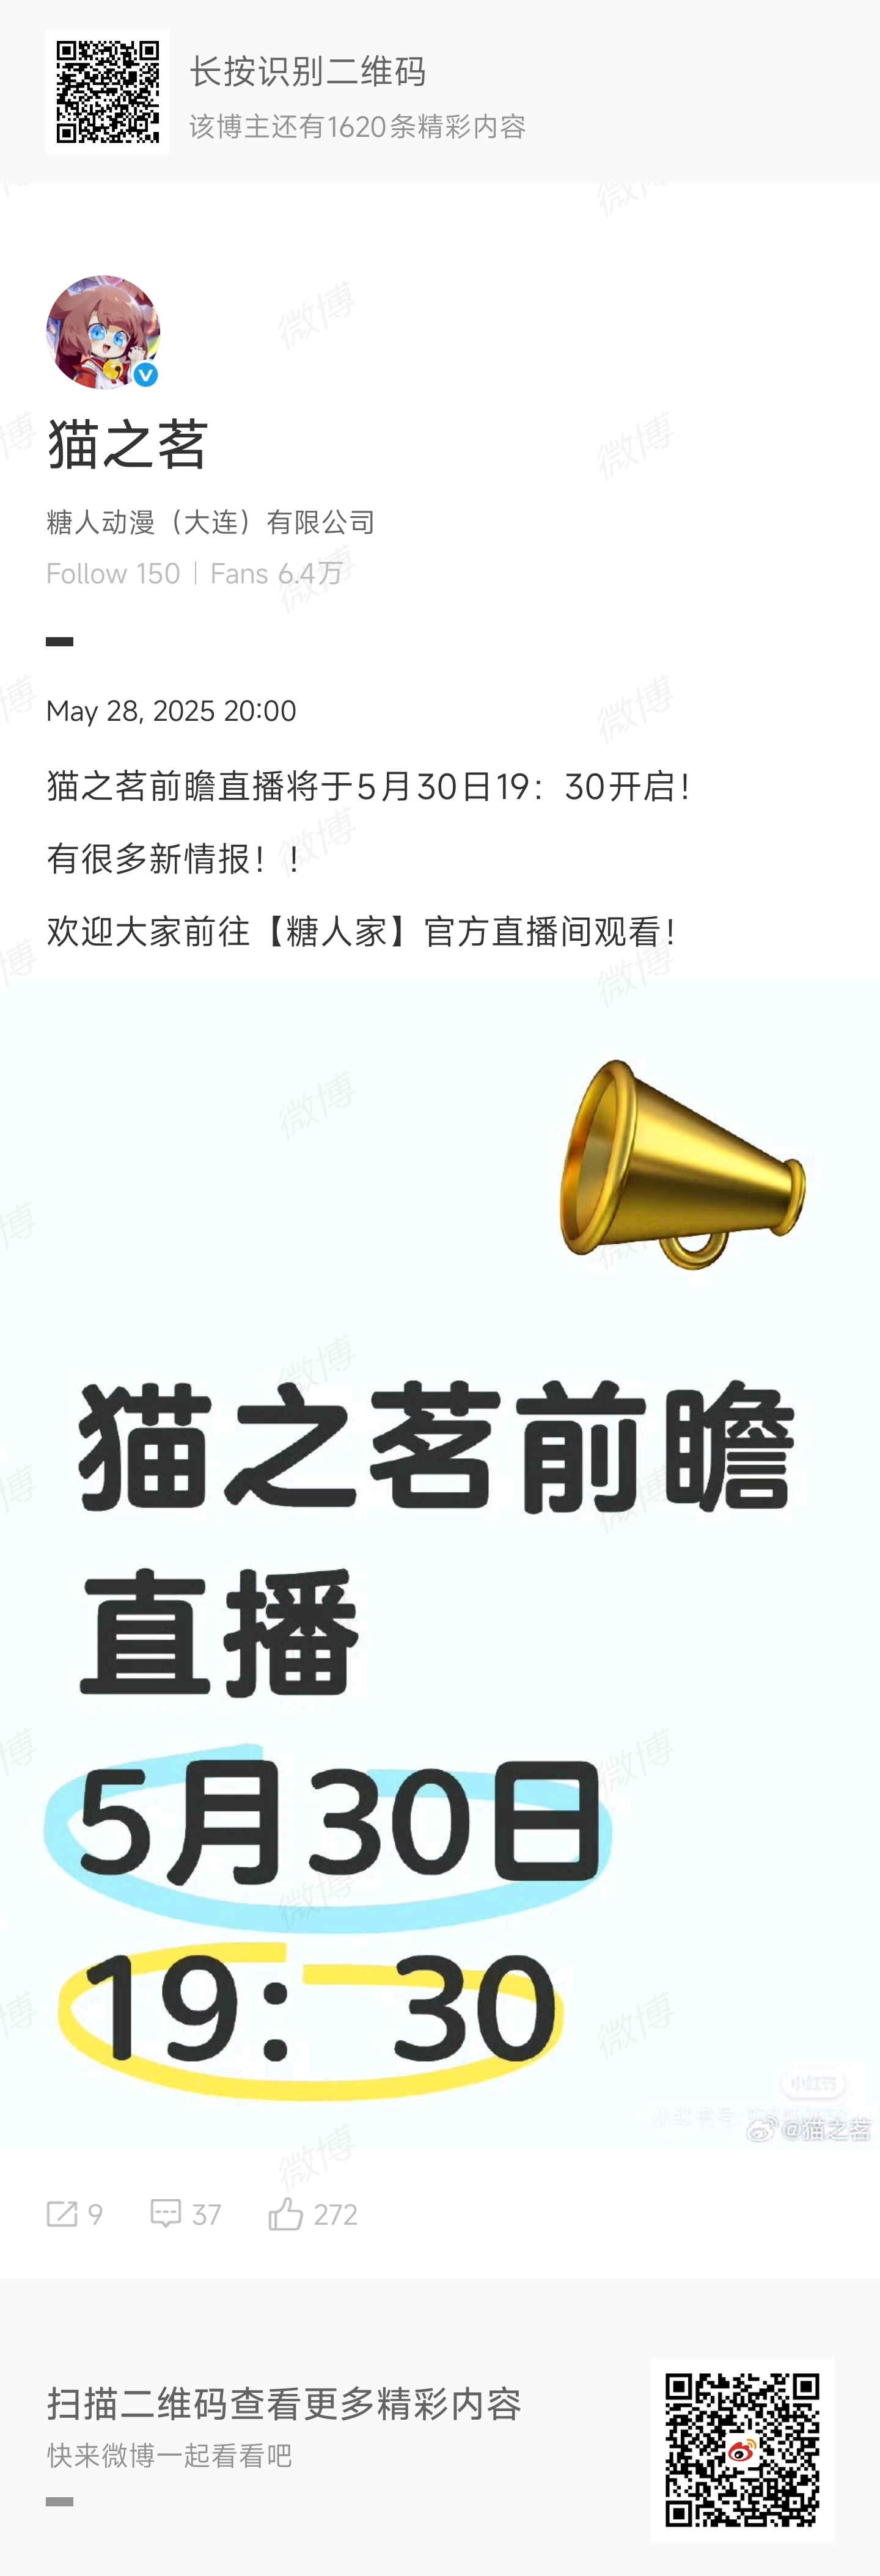 长按识别二维码
该博主还有1620条精彩内容
猫之茗
糖人动漫（大连）有限公司
Follow 150 | Fans 6.4万
May 28, 2025 20:00
猫之茗前瞻直播将于5月30日19：30开启！
有很多新情报！！
欢迎大家前往【糖人家】官方直播间观看！
猫之茗前瞻
直播
5月30日
19：30
小红书
@猫之茗
9 37 272
扫描二维码查看更多精彩内容
快来微博一起看看吧
微博